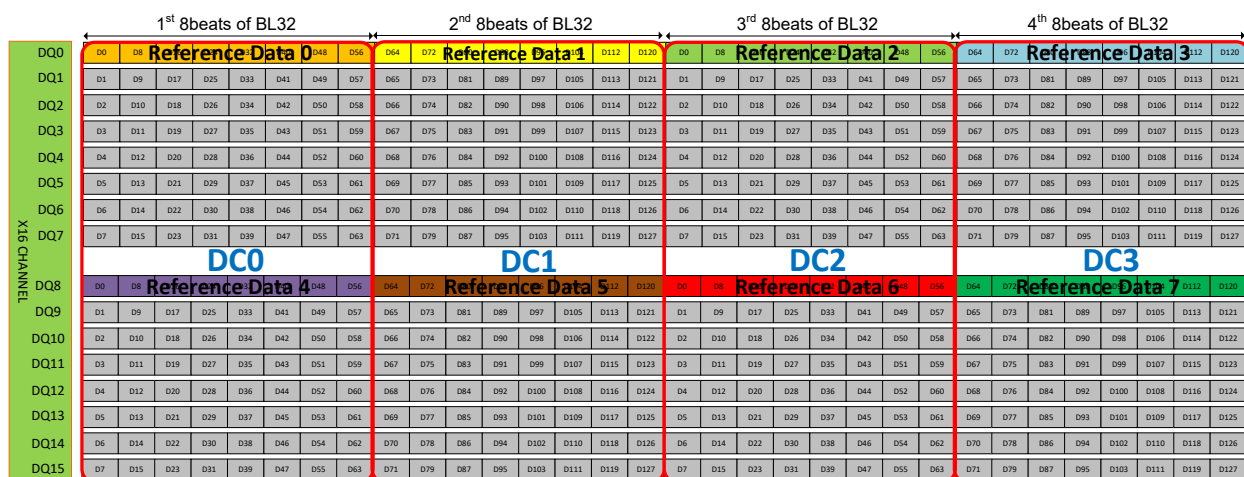 1st 8beats of BL32 2nd 8beats of BL32 3rd 8beats of BL32 4th 8beats of BL32
X16 CHANNEL
DQ0 D0 D8 Reference Data 0 D48 D56 D64 D72 Reference Data 1 D112 D120 D0 D8 Reference Data 2 D48 D56 D64 D72 Reference Data 3 D112 D120
DQ1 D1 D9 D17 D25 D33 D41 D49 D57 D65 D73 D81 D89 D97 D105 D113 D121 D1 D9 D17 D25 D33 D41 D49 D57 D65 D73 D81 D89 D97 D105 D113 D121
DQ2 D2 D10 D18 D26 D34 D42 D50 D58 D66 D74 D82 D90 D98 D106 D114 D122 D2 D10 D18 D26 D34 D42 D50 D58 D66 D74 D82 D90 D98 D106 D114 D122
DQ3 D3 D11 D19 D27 D35 D43 D51 D59 D67 D75 D83 D91 D99 D107 D115 D123 D3 D11 D19 D27 D35 D43 D51 D59 D67 D75 D83 D91 D99 D107 D115 D123
DQ4 D4 D12 D20 D28 D36 D44 D52 D60 D68 D76 D84 D92 D100 D108 D116 D124 D4 D12 D20 D28 D36 D44 D52 D60 D68 D76 D84 D92 D100 D108 D116 D124
DQ5 D5 D13 D21 D29 D37 D45 D53 D61 D69 D77 D85 D93 D101 D109 D117 D125 D5 D13 D21 D29 D37 D45 D53 D61 D69 D77 D85 D93 D101 D109 D117 D125
DQ6 D6 D14 D22 D30 D38 D46 D54 D62 D70 D78 D86 D94 D102 D110 D118 D126 D6 D14 D22 D30 D38 D46 D54 D62 D70 D78 D86 D94 D102 D110 D118 D126
DQ7 D7 D15 D23 D31 D39 D47 D55 D63 D71 D79 D87 D95 D103 D111 D119 D127 D7 D15 D23 D31 D39 D47 D55 D63 D71 D79 D87 D95 D103 D111 D119 D127
DC0 DC1 DC2 DC3
DQ8 D0 D8 Reference Data 4 D48 D56 D64 D72 Reference Data 5 D112 D120 D0 D8 Reference Data 6 D48 D56 D64 D72 Reference Data 7 D112 D120
DQ9 D1 D9 D17 D25 D33 D41 D49 D57 D65 D73 D81 D89 D97 D105 D113 D121 D1 D9 D17 D25 D33 D41 D49 D57 D65 D73 D81 D89 D97 D105 D113 D121
DQ10 D2 D10 D18 D26 D34 D42 D50 D58 D66 D74 D82 D90 D98 D106 D114 D122 D2 D10 D18 D26 D34 D42 D50 D58 D66 D74 D82 D90 D98 D106 D114 D122
DQ11 D3 D11 D19 D27 D35 D43 D51 D59 D67 D75 D83 D91 D99 D107 D115 D123 D3 D11 D19 D27 D35 D43 D51 D59 D67 D75 D83 D91 D99 D107 D115 D123
DQ12 D4 D12 D20 D28 D36 D44 D52 D60 D68 D76 D84 D92 D100 D108 D116 D124 D4 D12 D20 D28 D36 D44 D52 D60 D68 D76 D84 D92 D100 D108 D116 D124
DQ13 D5 D13 D21 D29 D37 D45 D53 D61 D69 D77 D85 D93 D101 D109 D117 D125 D5 D13 D21 D29 D37 D45 D53 D61 D69 D77 D85 D93 D101 D109 D117 D125
DQ14 D6 D14 D22 D30 D38 D46 D54 D62 D70 D78 D86 D94 D102 D110 D118 D126 D6 D14 D22 D30 D38 D46 D54 D62 D70 D78 D86 D94 D102 D110 D118 D126
DQ15 D7 D15 D23 D31 D39 D47 D55 D63 D71 D79 D87 D95 D103 D111 D119 D127 D7 D15 D23 D31 D39 D47 D55 D63 D71 D79 D87 D95 D103 D111 D119 D127